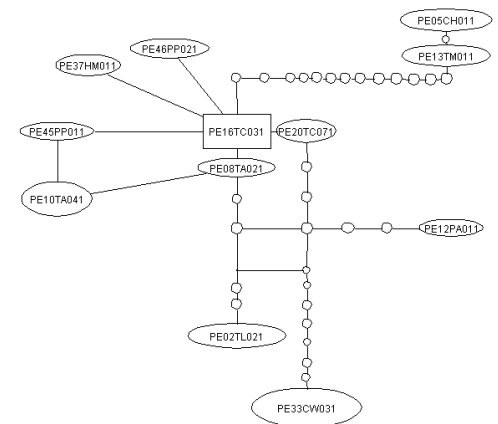 PE05CH011
PE46PP021
PE13TM011
PE37HM011
PE45PP011
PE16TC031
PE20TC071
PE08TA021
PE10TA041
PE12PA011
PE02TL021
PE33CW031